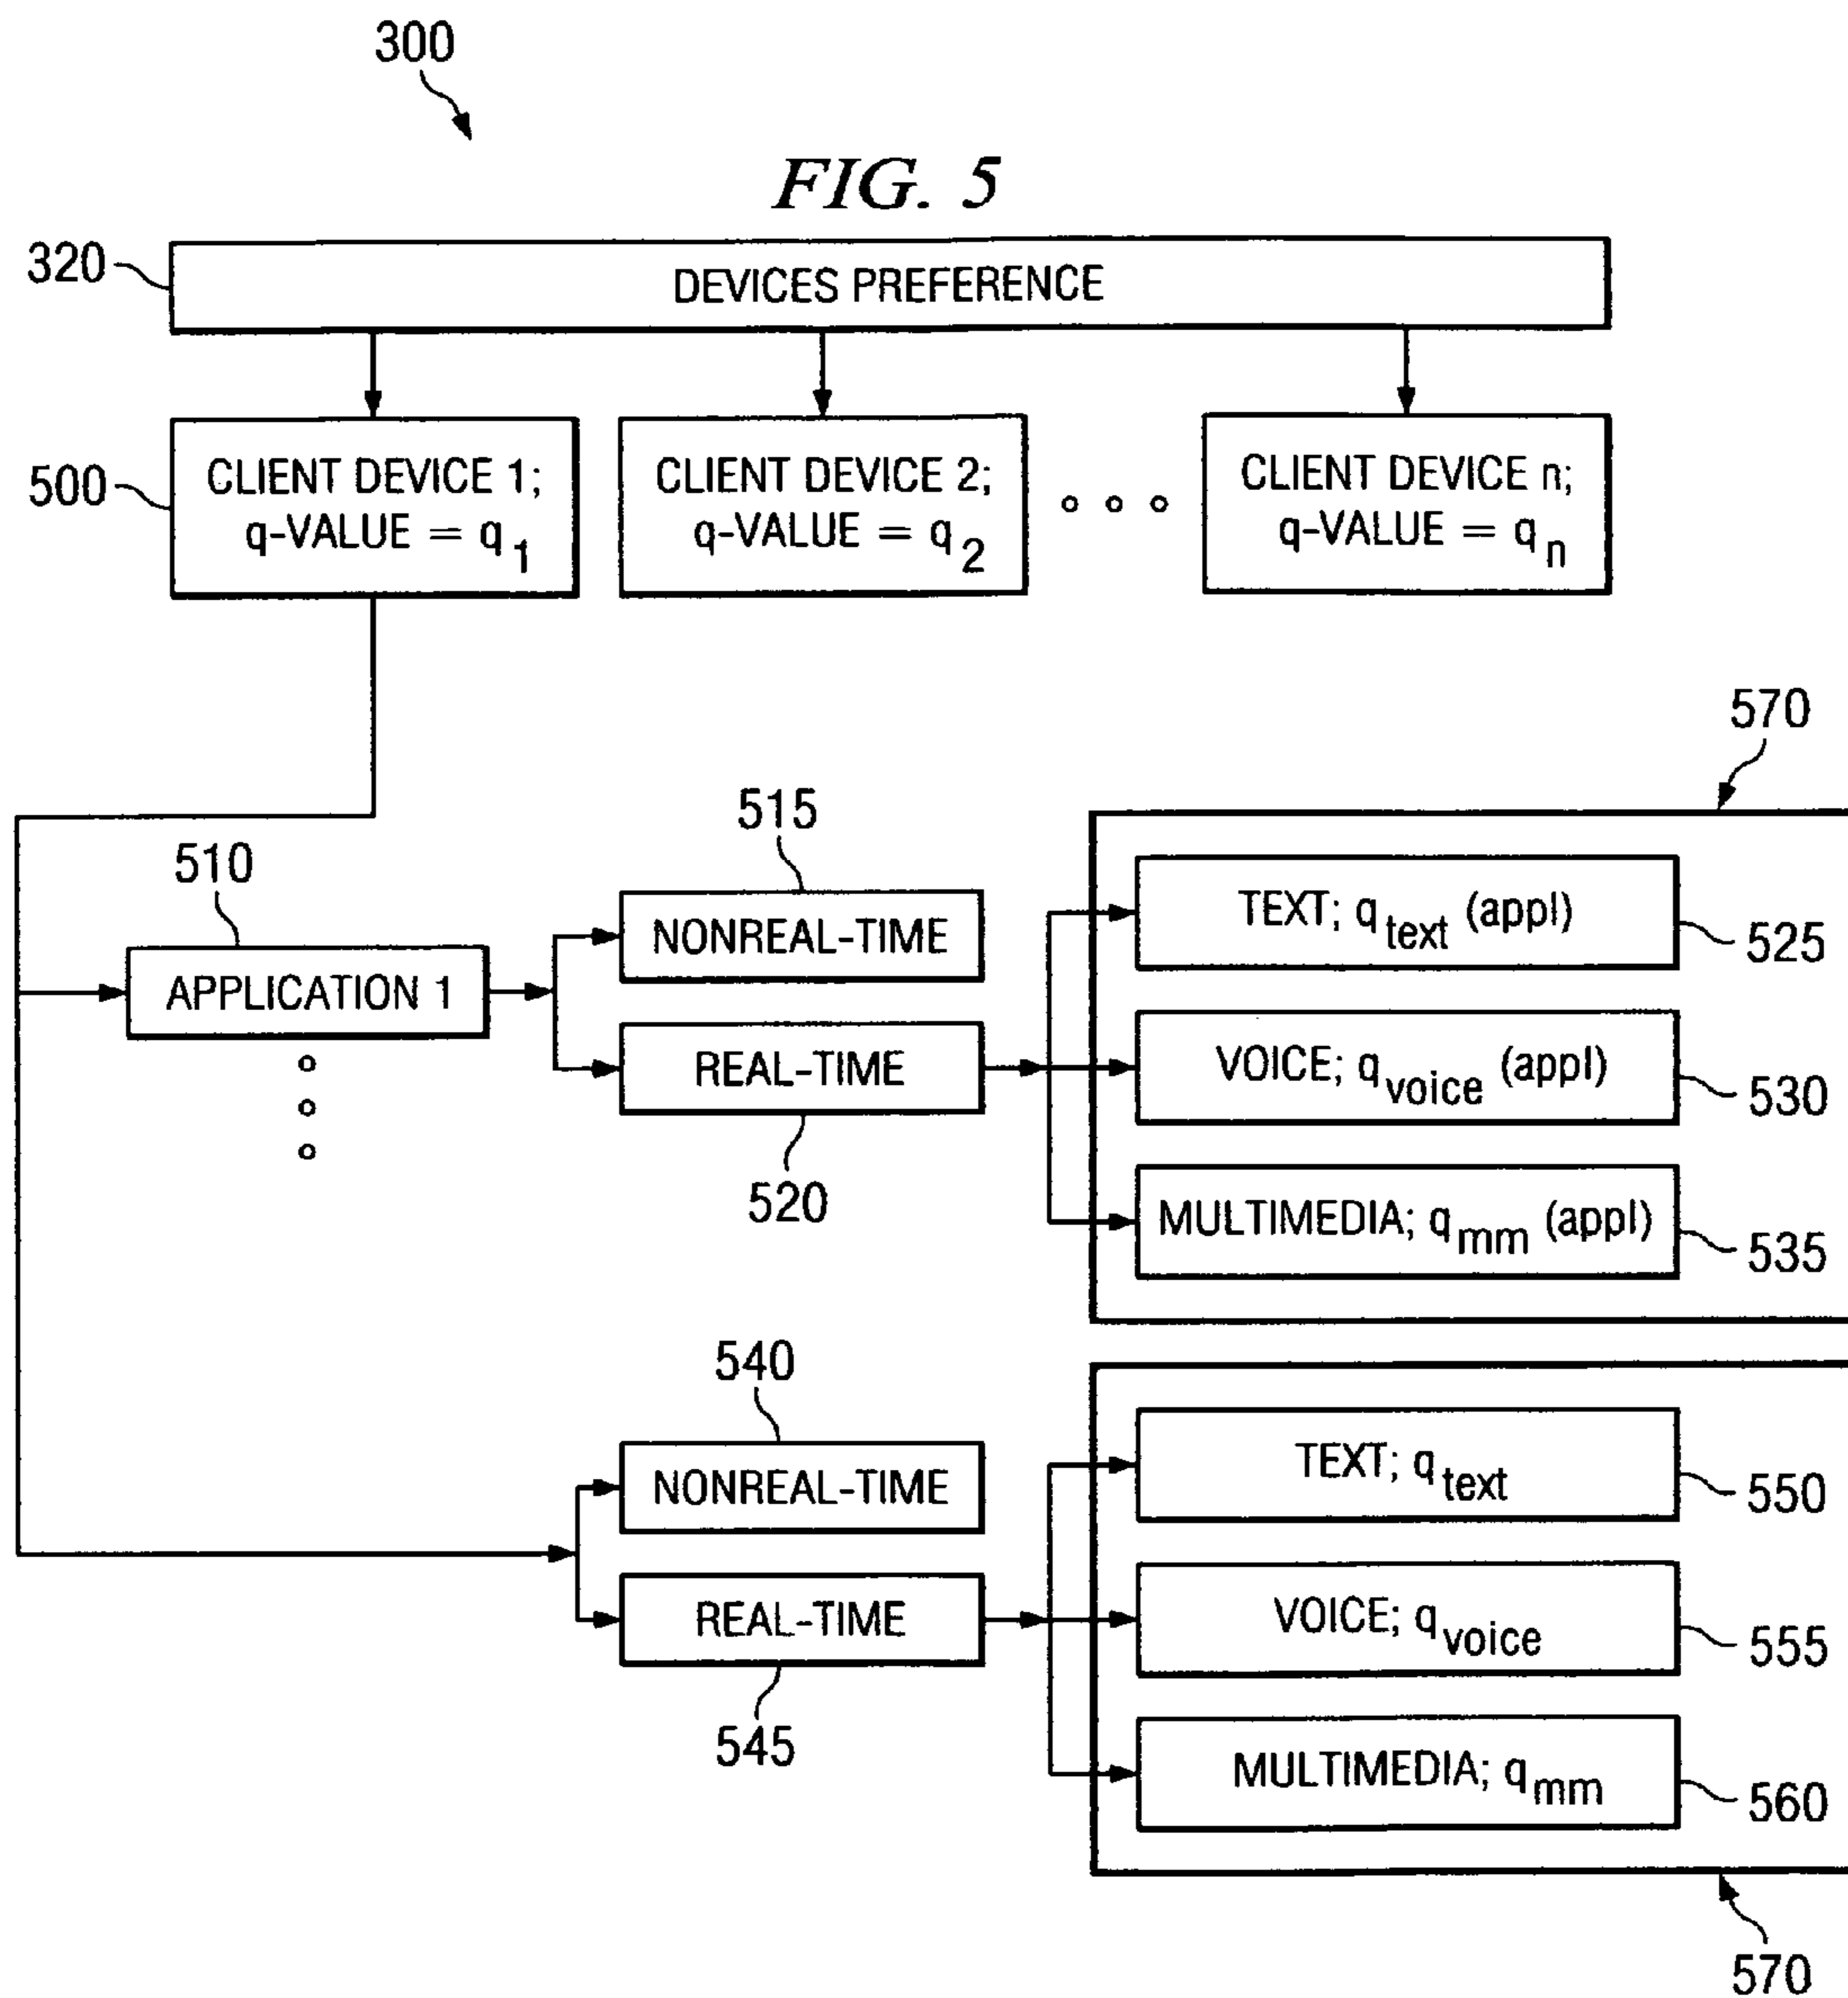 300
FIG. 5
320
DEVICES PREFERENCE
500
CLIENT DEVICE 1;
q-VALUE = q1
CLIENT DEVICE 2;
q-VALUE = q2
CLIENT DEVICE n;
q-VALUE = qn
570
515
510
NONREAL-TIME
TEXT; qtext (appl)
525
APPLICATION 1
REAL-TIME
VOICE; qvoice (appl)
530
520
MULTIMEDIA; qmm (appl)
535
540
NONREAL-TIME
TEXT; qtext
550
REAL-TIME
VOICE; qvoice
555
545
MULTIMEDIA; qmm
560
570